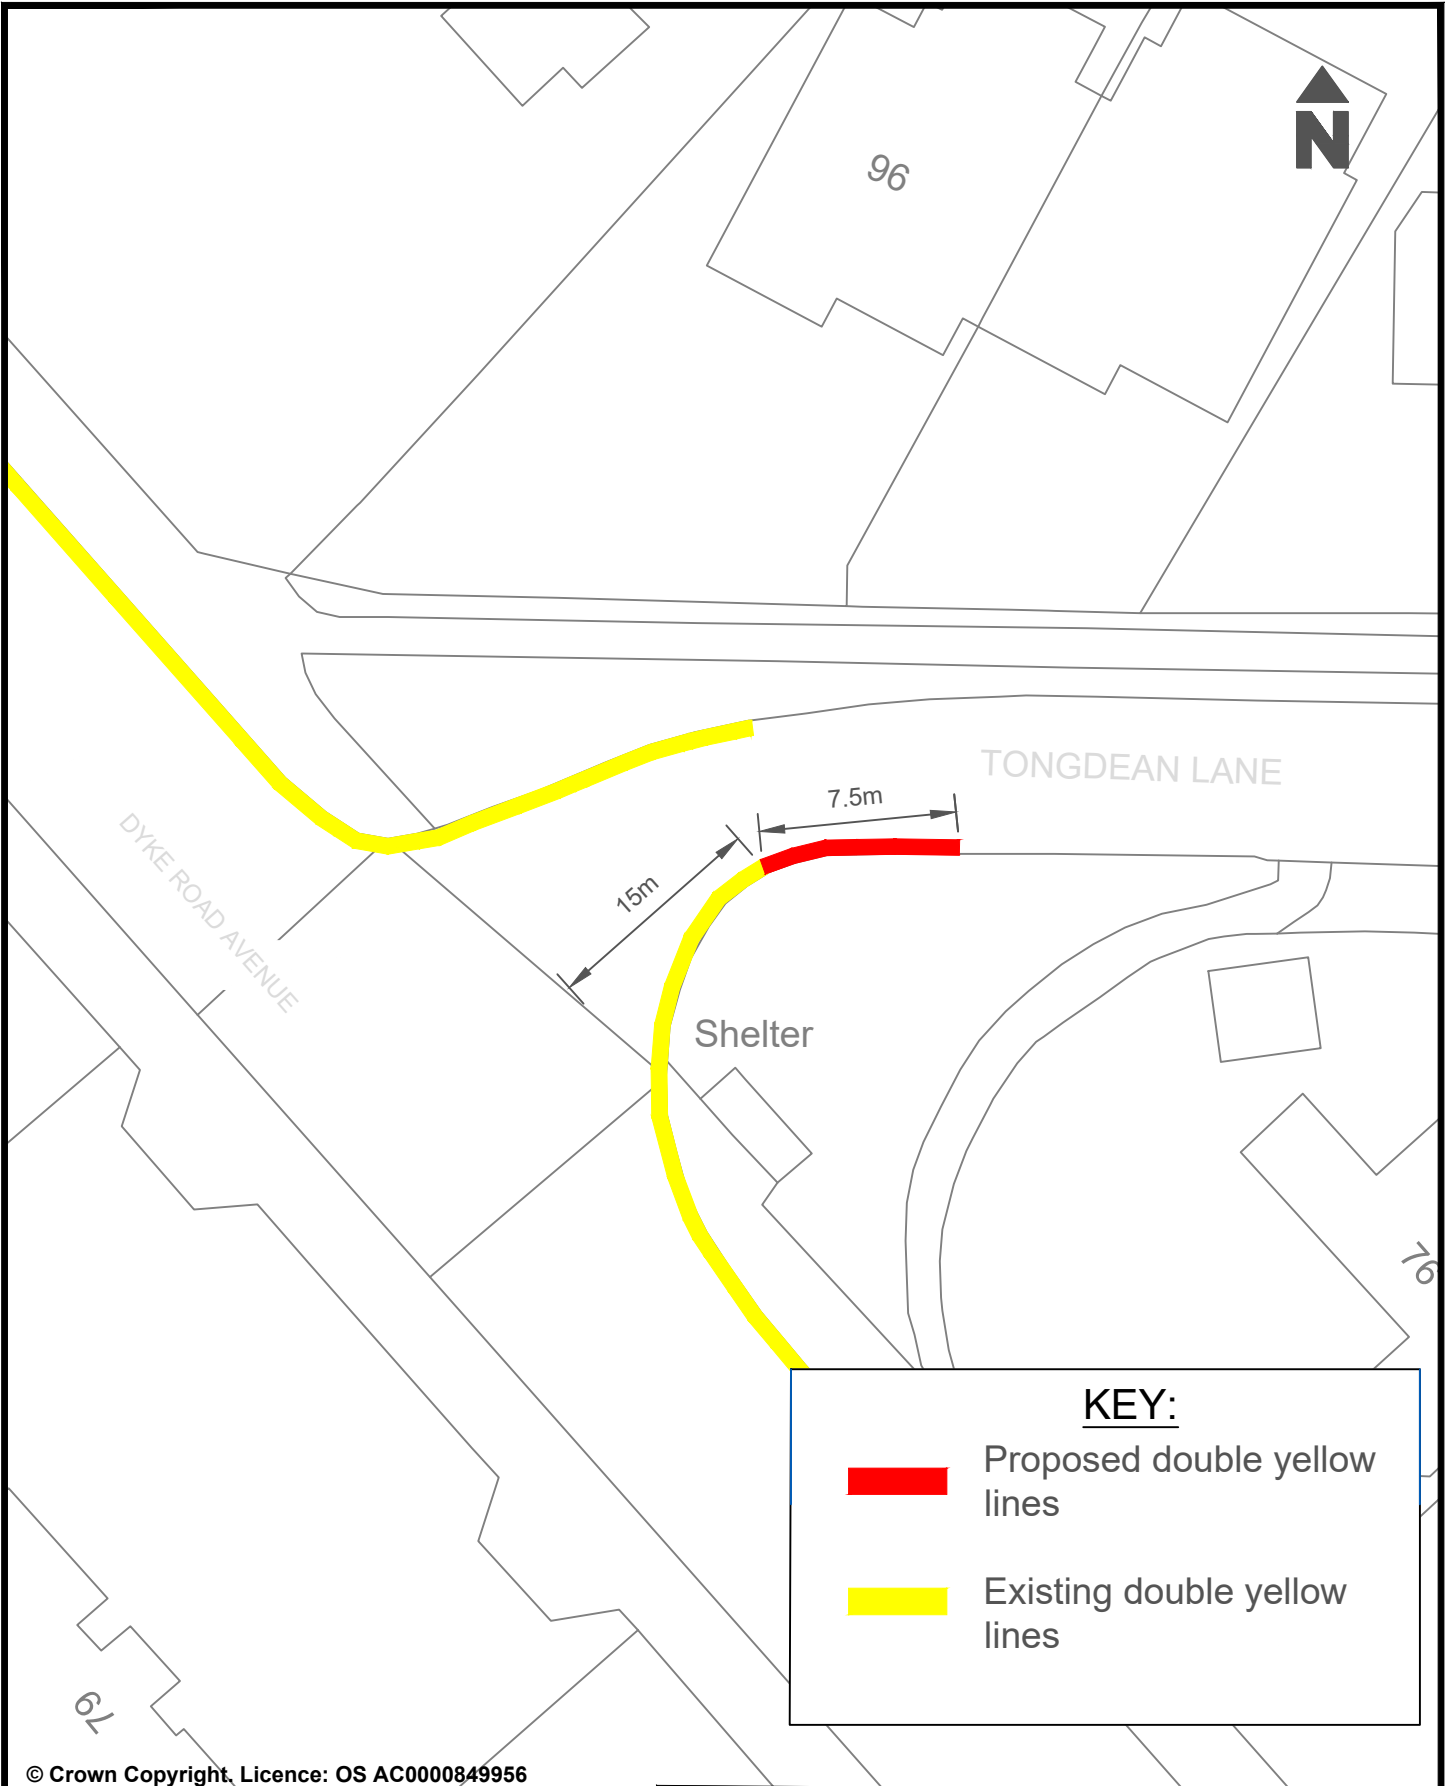 96
N
TONGDEAN LANE
7.5m
15m
DYKE ROAD AVENUE
Shelter
76
KEY:
Proposed double yellow
lines
Existing double yellow
lines
79
© Crown Copyright. Licence: OS AC0000849956